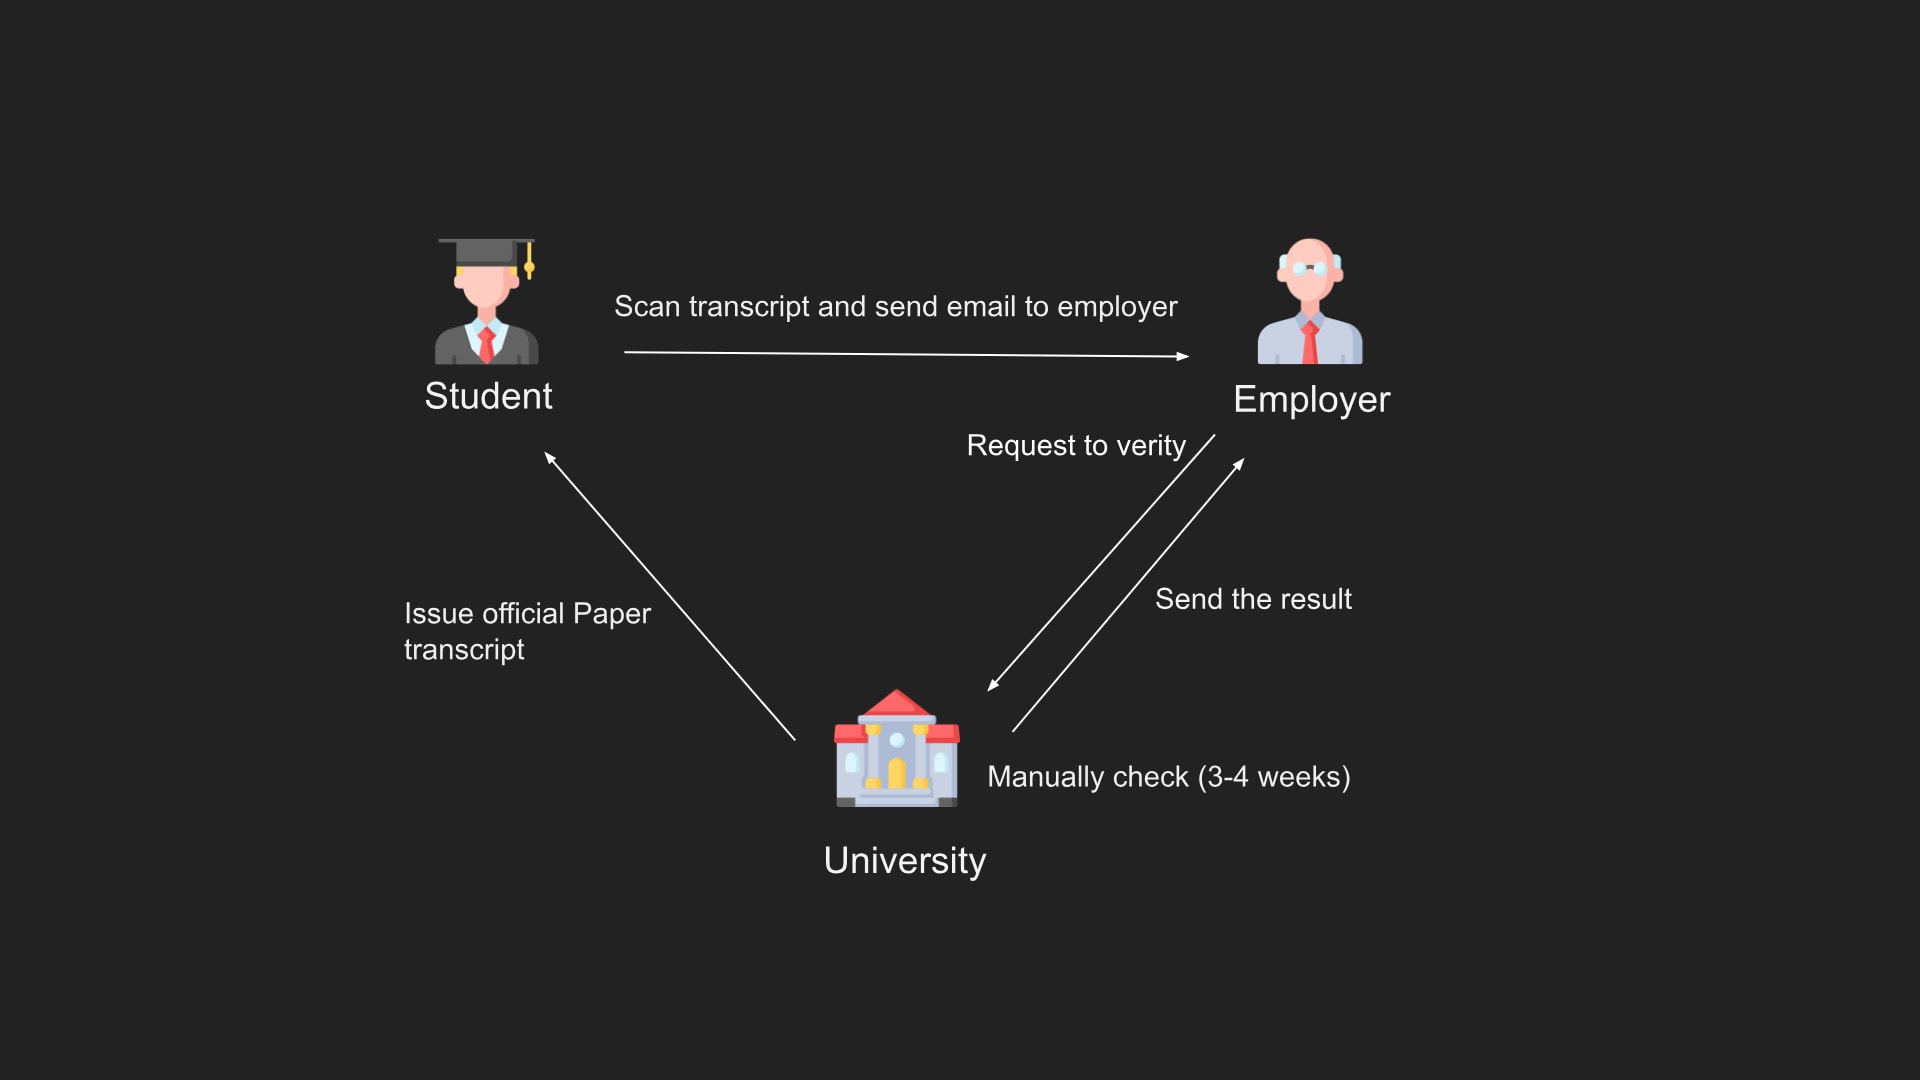 Scan transcript and send email to employer
Student
Employer
Request to verity
Send the result
Issue official Paper
transcript
Manually check (3-4 weeks)
University